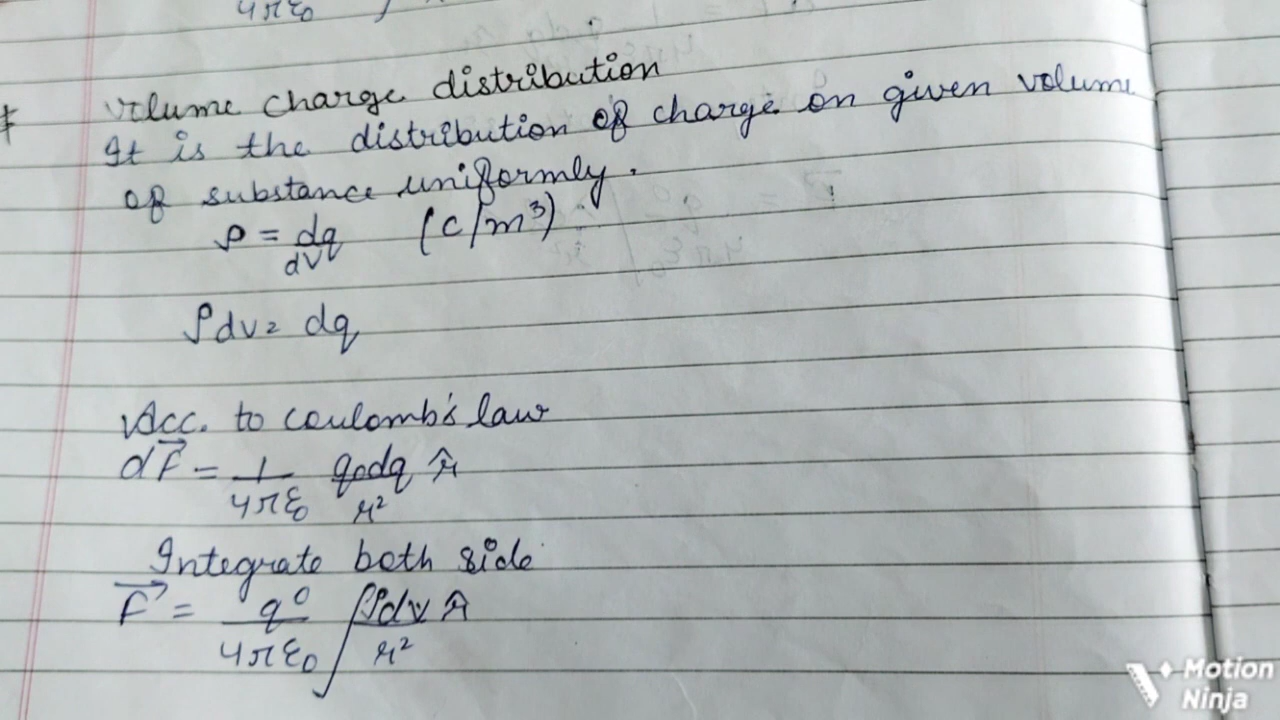 4πε₀
# volume charge distribution
It is the distribution of charge on given volume
of substance uniformly.
ρ = dq/dV (C/m³)
ρdv = dq
Acc. to coulomb's law
dF⃗ = 1/4πε₀ q₀dq/r² r̂
Integrate both side
F⃗ = q⁰/4πε₀ ∫ ρdv/r² r̂
Motion
Ninja